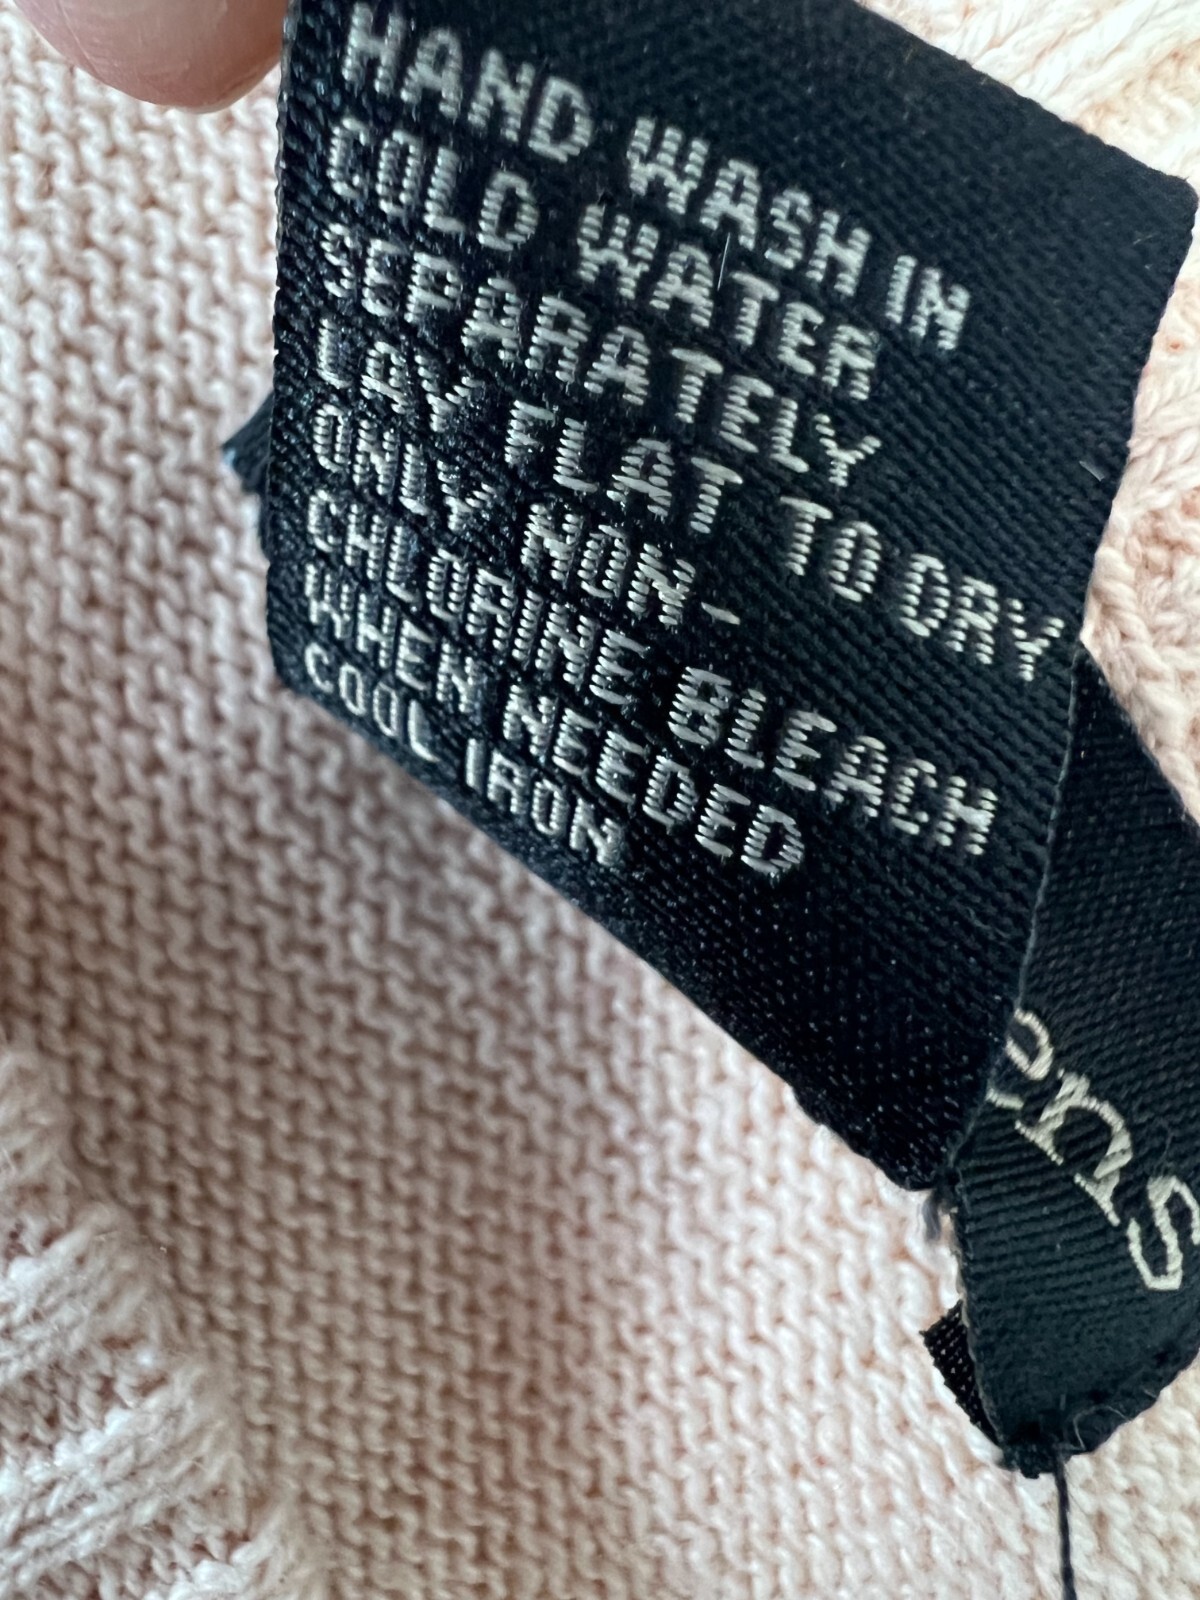 HAND WASH IN
COLD WATER
SEPARATELY
LAY FLAT TO DRY
ONLY NON-
CHLORINE BLEACH
WHEN NEEDED
COOL IRON